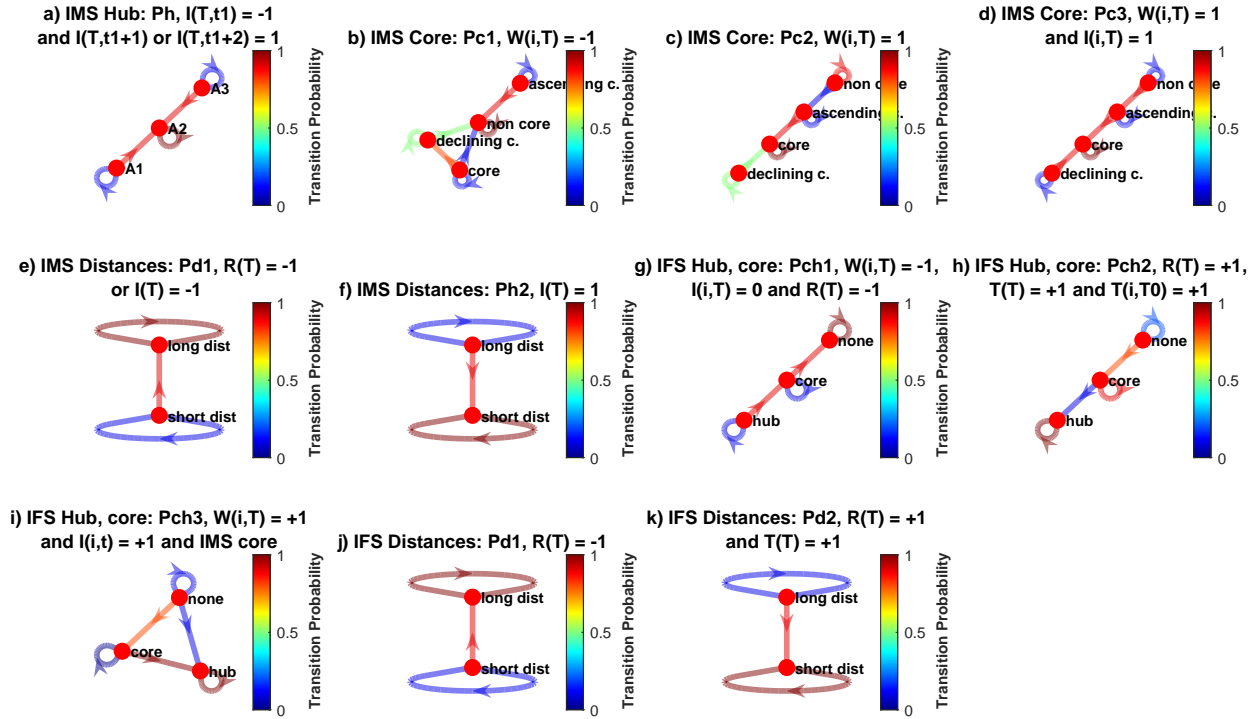 a) IMS Hub: Ph, I(T,t1) = -1
and I(T,t1+1) or I(T,t1+2) = 1
A3
A2
A1
1
0.5
0
Transition Probability
b) IMS Core: Pc1, W(i,T) = -1
ascending c.
non core
declining c.
core
1
0.5
0
Transition Probability
c) IMS Core: Pc2, W(i,T) = 1
non core
ascending c.
core
declining c.
1
0.5
0
Transition Probability
d) IMS Core: Pc3, W(i,T) = 1
and I(i,T) = 1
non core
ascending c.
core
declining c.
1
0.5
0
Transition Probability
e) IMS Distances: Pd1, R(T) = -1
or I(T) = -1
long dist
short dist
1
0.5
0
Transition Probability
f) IMS Distances: Ph2, I(T) = 1
long dist
short dist
1
0.5
0
Transition Probability
g) IFS Hub, core: Pch1, W(i,T) = -1,
I(i,T) = 0 and R(T) = -1
none
core
hub
1
0.5
0
Transition Probability
h) IFS Hub, core: Pch2, R(T) = +1,
T(T) = +1 and T(i,T0) = +1
none
core
hub
1
0.5
0
Transition Probability
i) IFS Hub, core: Pch3, W(i,T) = +1
and I(i,t) = +1 and IMS core
none
core
hub
1
0.5
0
Transition Probability
j) IFS Distances: Pd1, R(T) = -1
long dist
short dist
1
0.5
0
Transition Probability
k) IFS Distances: Pd2, R(T) = +1
and T(T) = +1
long dist
short dist
1
0.5
0
Transition Probability